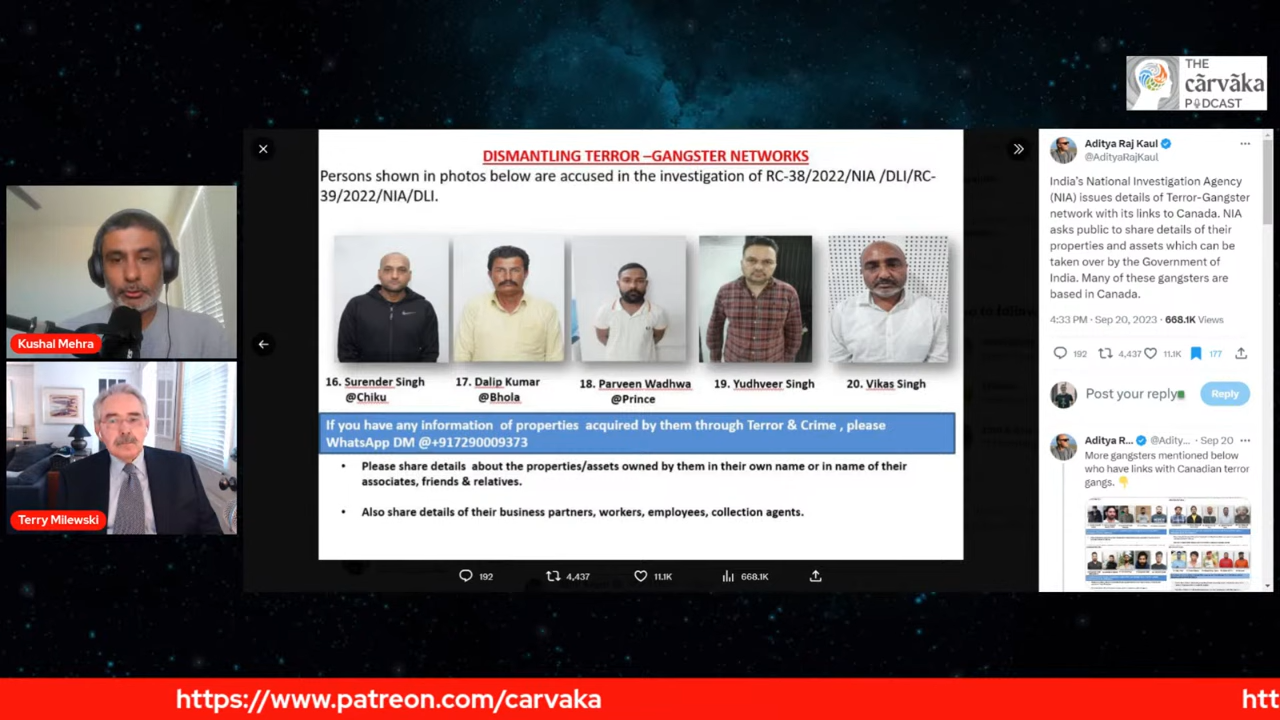 THE
cārvāka
PODCAST
DISMANTLING TERROR –GANGSTER NETWORKS
Persons shown in photos below are accused in the investigation of RC-38/2022/NIA /DLI/RC-
39/2022/NIA/DLI.
16. Surender Singh
@Chiku
17. Dalip Kumar
@Bhola
18. Parveen Wadhwa
@Prince
19. Yudhveer Singh
20. Vikas Singh
If you have any information of properties acquired by them through Terror & Crime , please
WhatsApp DM @+917290009373
• Please share details about the properties/assets owned by them in their own name or in name of their
associates, friends & relatives.
• Also share details of their business partners, workers, employees, collection agents.
192
4,437
11.1K
668.1K
Aditya Raj Kaul
@AdityaRajKaul
India's National Investigation Agency
(NIA) issues details of Terror-Gangster
network with its links to Canada. NIA
asks public to share details of their
properties and assets which can be
taken over by the Government of
India. Many of these gangsters are
based in Canada.
4:33 PM · Sep 20, 2023 · 668.1K Views
192 4,437 11.1K 177
Post your reply
Reply
Aditya R... @Adity... · Sep 20
More gangsters mentioned below
who have links with Canadian terror
gangs.
Kushal Mehra
Terry Milewski
https://www.patreon.com/carvaka
htt